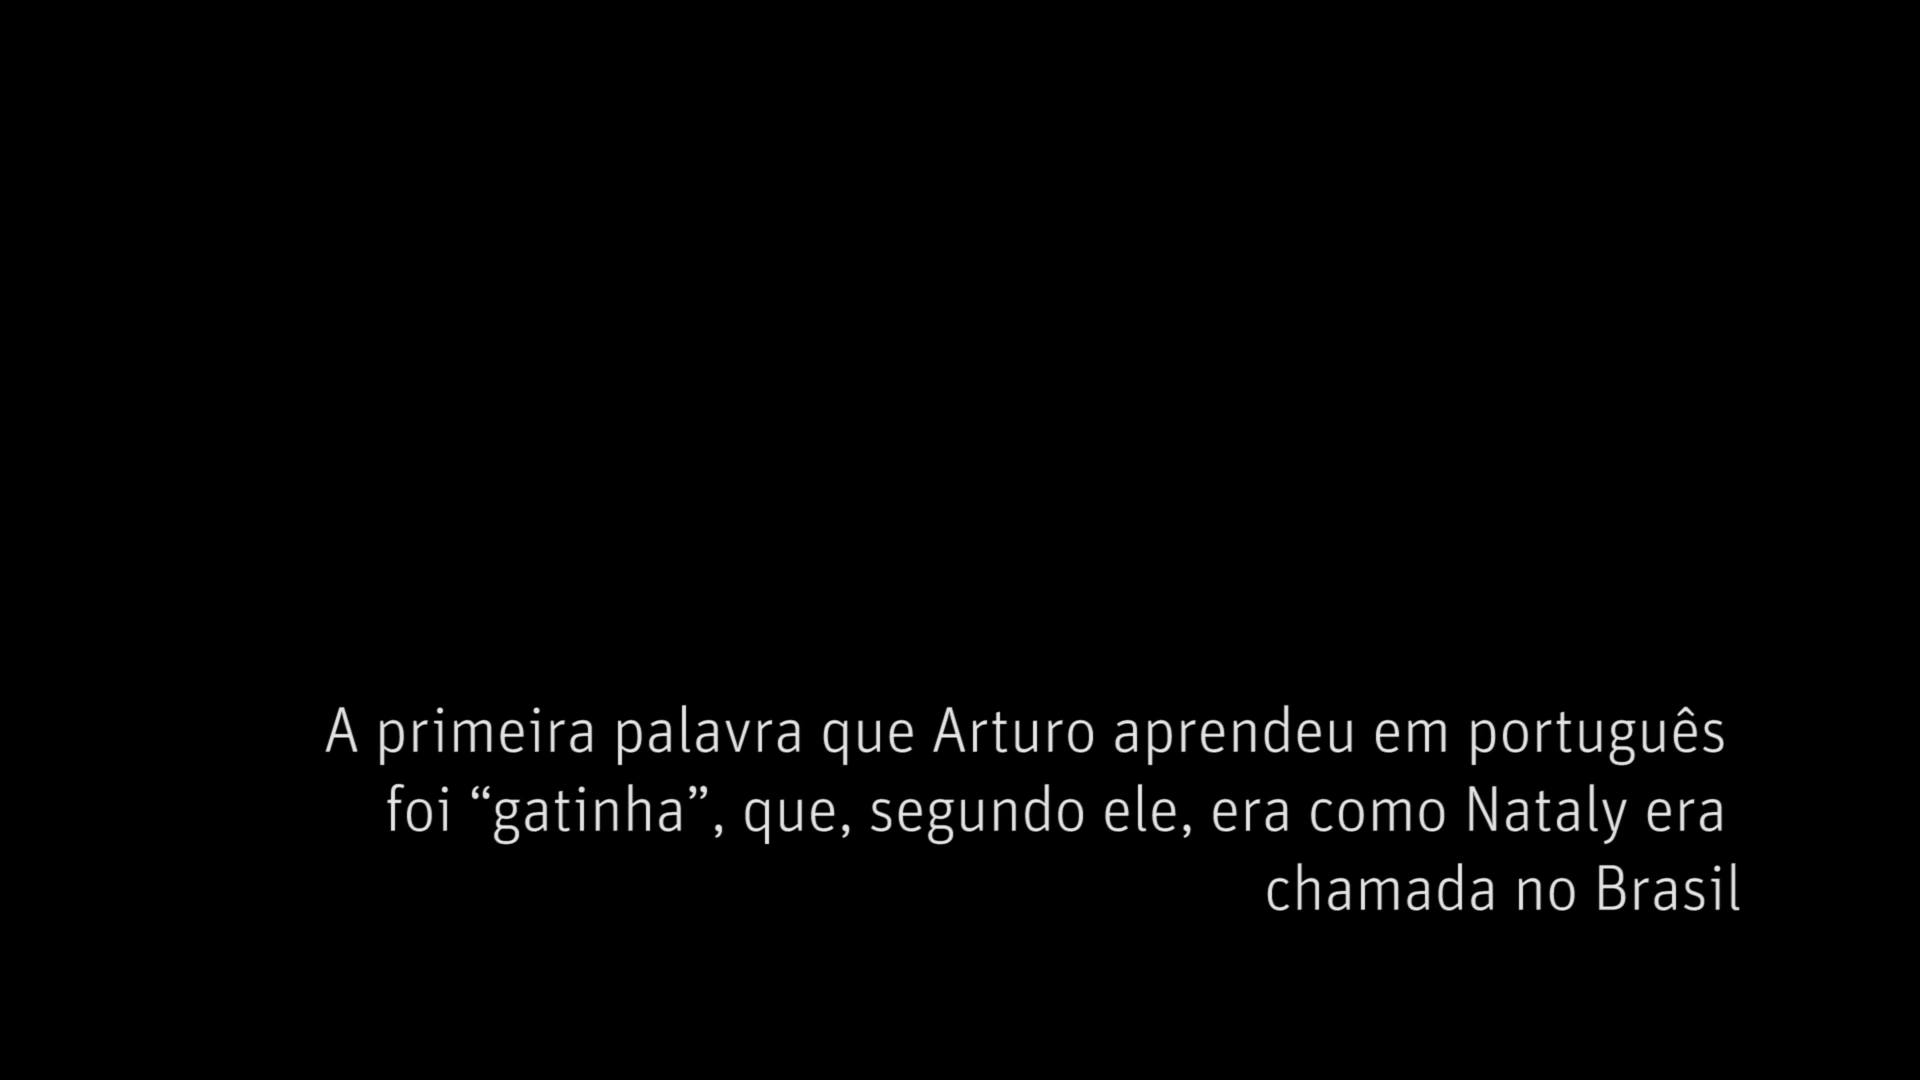 A primeira palavra que Arturo aprendeu em português
foi “gatinha”, que, segundo ele, era como Nataly era
chamada no Brasil